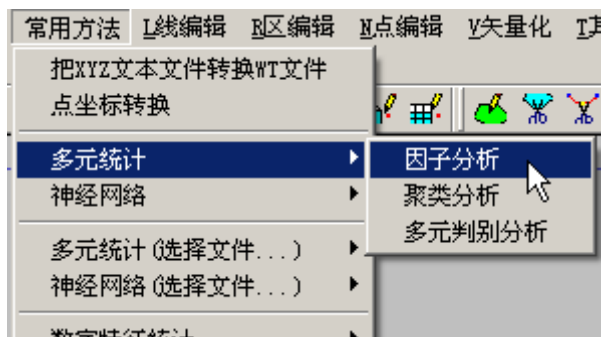 常用方法 L线编辑 R区编辑 N点编辑 V矢量化
把XYZ文本文件转换WT文件
点坐标转换
多元统计
因子分析
神经网络
聚类分析
多元判别分析
多元统计(选择文件...)
神经网络(选择文件...)